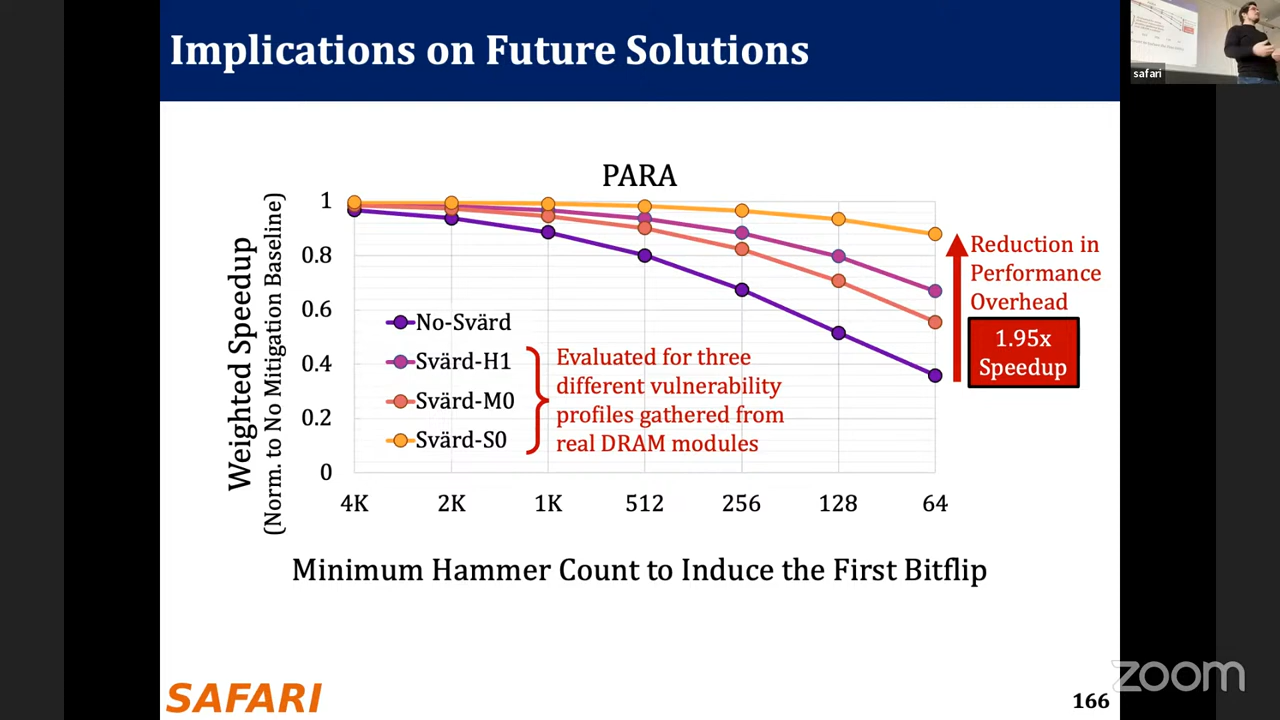 Implications on Future Solutions
safari
PARA
Weighted Speedup
(Norm. to No Mitigation Baseline)
1
0.8
0.6
0.4
0.2
0
No-Svärd
Svärd-H1
Svärd-M0
Svärd-S0
Evaluated for three
different vulnerability
profiles gathered from
real DRAM modules
Reduction in
Performance
Overhead
1.95x
Speedup
4K 2K 1K 512 256 128 64
Minimum Hammer Count to Induce the First Bitflip
SAFARI
166
zoom